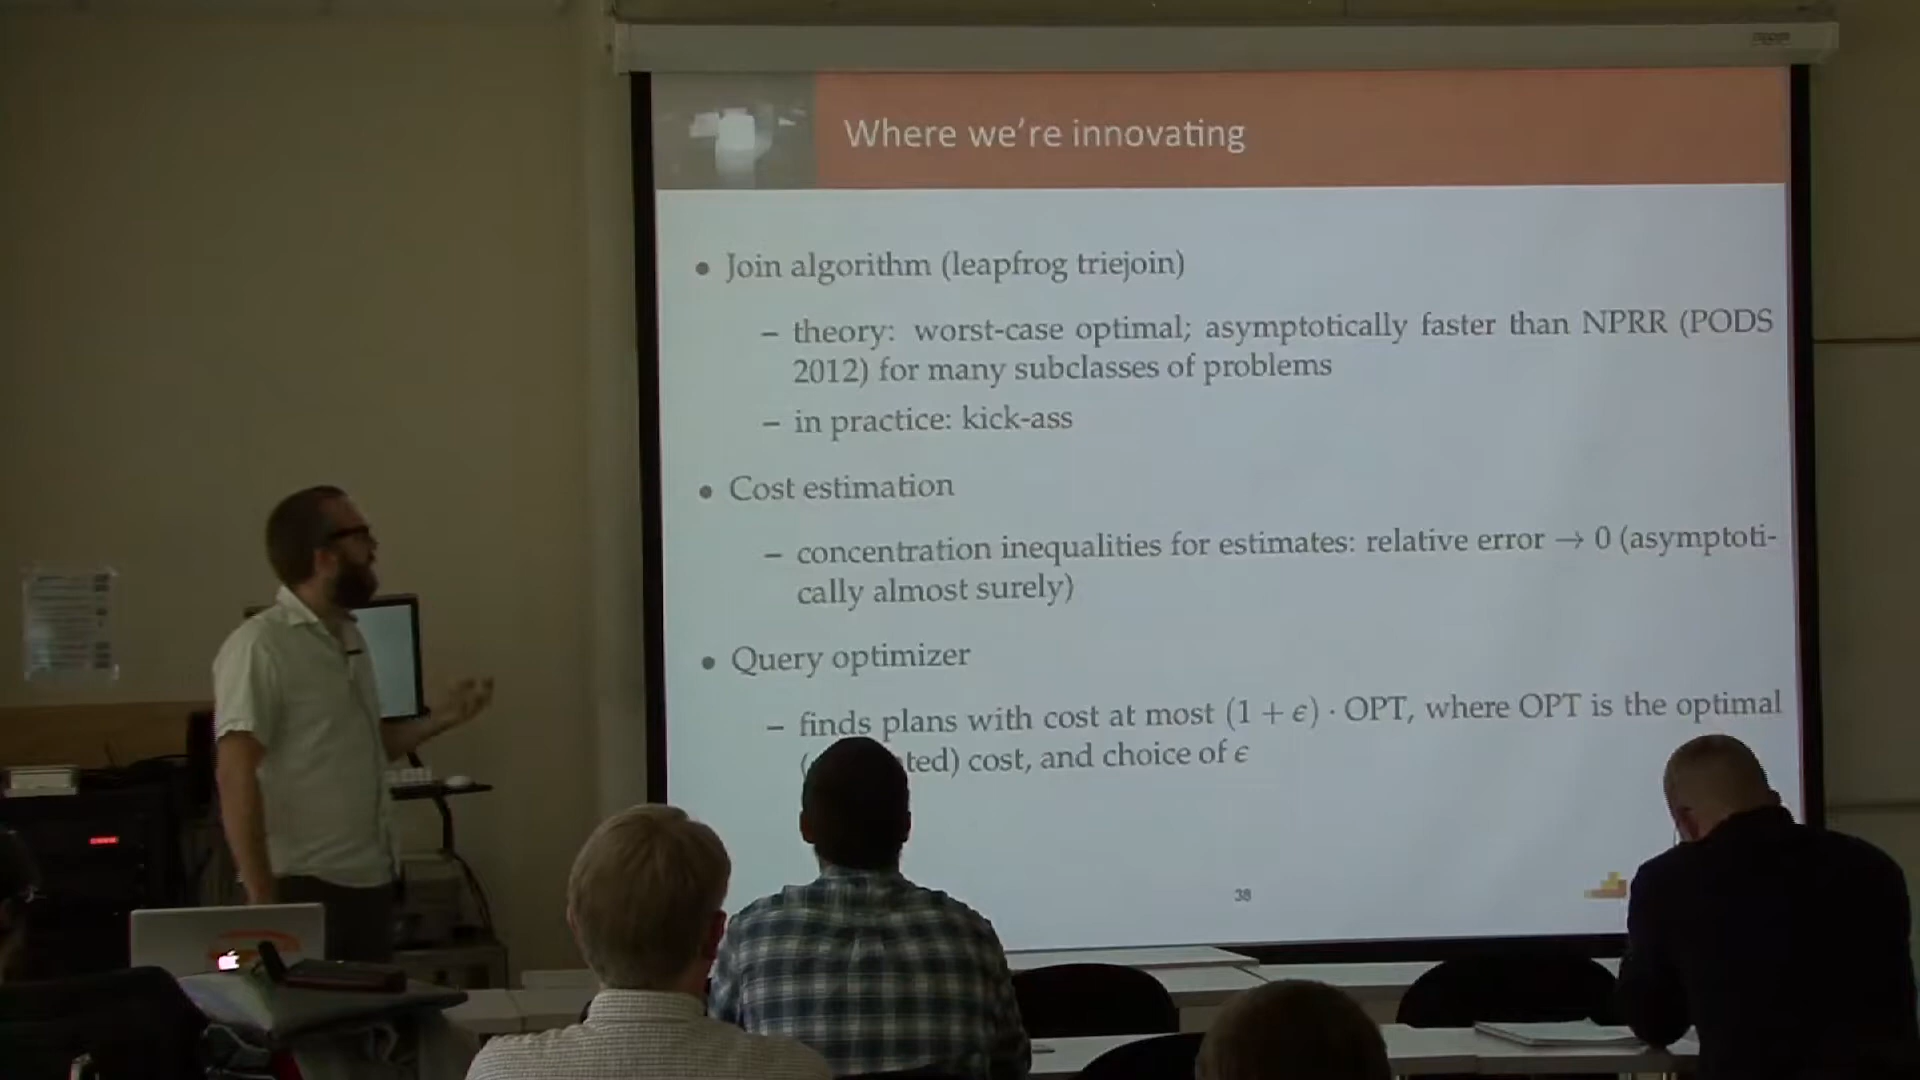 Where we're innovating
• Join algorithm (leapfrog triejoin)
– theory: worst-case optimal; asymptotically faster than NPRR (PODS
2012) for many subclasses of problems
– in practice: kick-ass
• Cost estimation
– concentration inequalities for estimates: relative error → 0 (asymptoti-
cally almost surely)
• Query optimizer
– finds plans with cost at most (1 + ϵ) · OPT, where OPT is the optimal
cost, and choice of ϵ
38